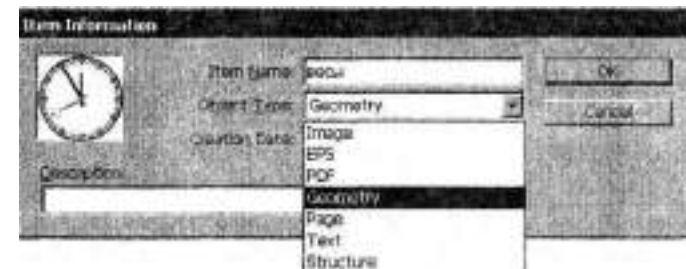 Item Information
Item Name:
Object Type: Geometry
OK
Cancel
Creation Date:
Description:
Image
EPS
PDF
Geometry
Page
Text
Structure